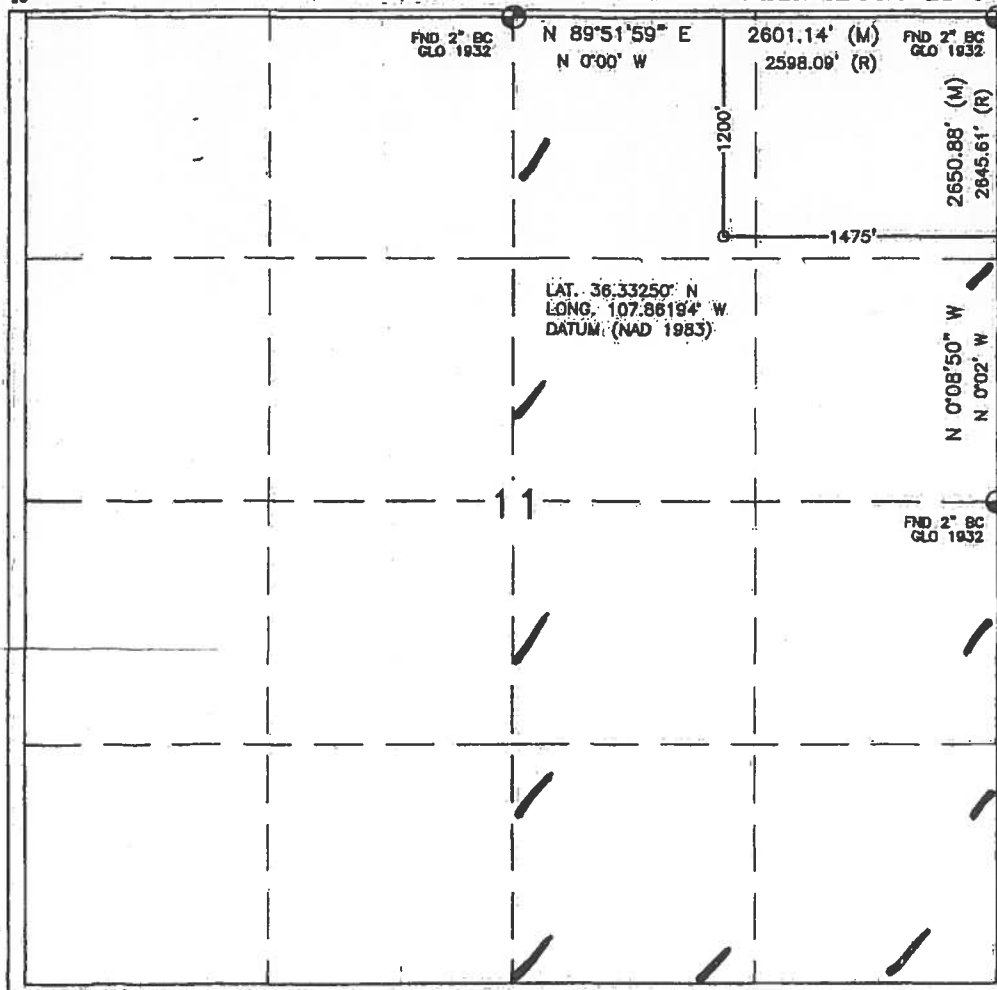 FND 2" BC
GLO 1932
N 89°51'59" E
N 0°00' W
2601.14' (M)
2598.09' (R)
FND 2" BC
GLO 1932
2650.88' (M)
2645.61' (R)
1200'
1475'
LAT. 36.33250° N
LONG. 107.86194° W
DATUM (NAD 1983)
N 0°08'50" W
N 0°02' W
11
FND 2" BC
GLO 1932